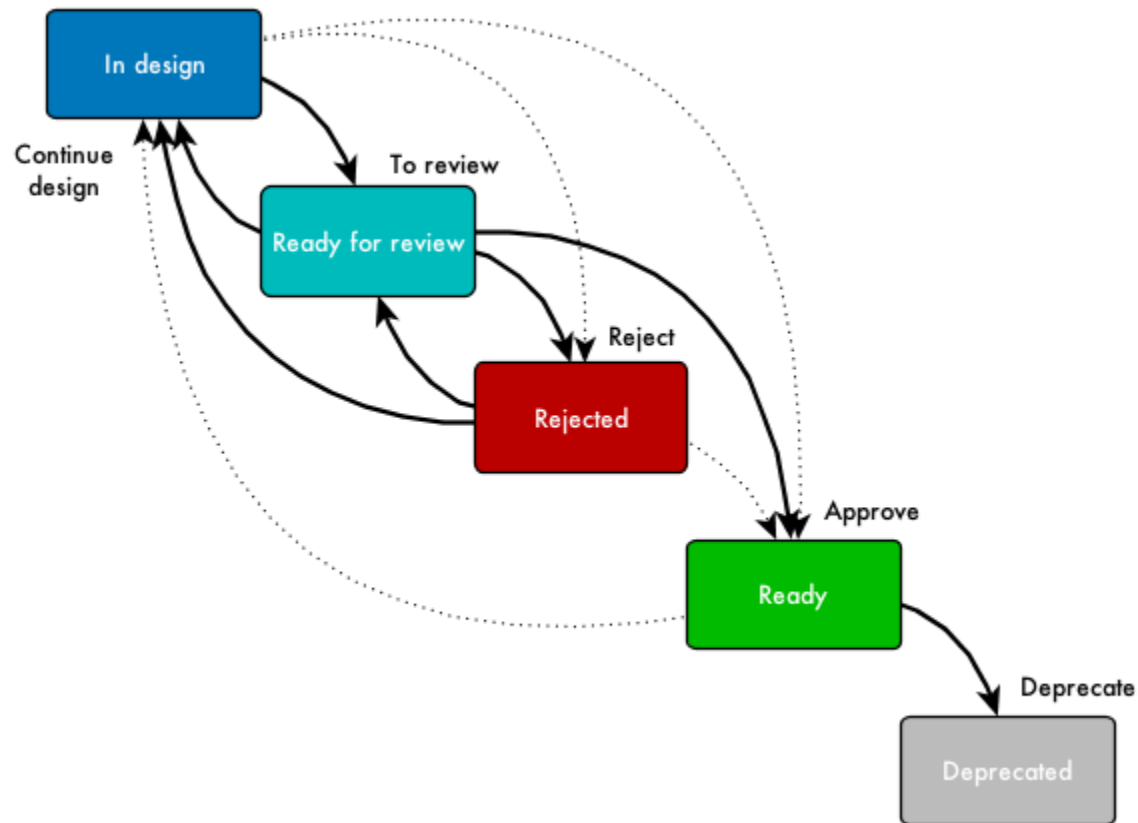 In design
Continue
design
To review
Ready for review
Reject
Rejected
Approve
Ready
Deprecate
Deprecated